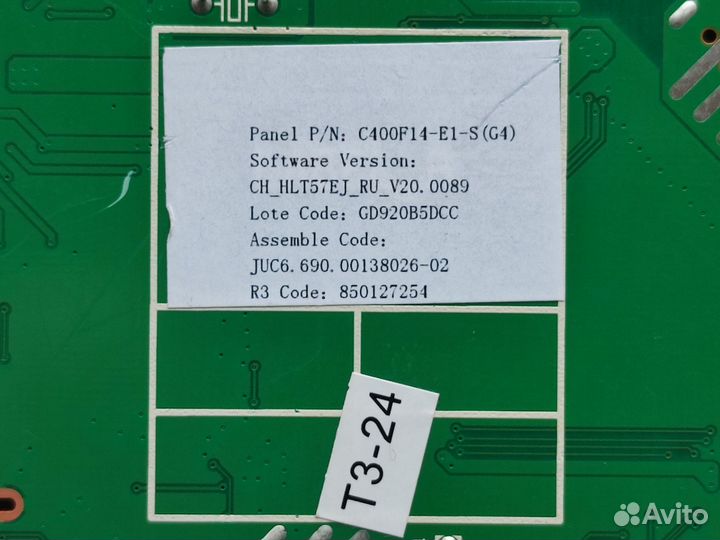 Panel P/N: C400F14-E1-S(G4)
Software Version:
CH_HLT57EJ_RU_V20.0089
Lote Code: GD920B5DCC
Assemble Code:
JUC6.690.00138026-02
R3 Code: 850127254
T3-24
Avito